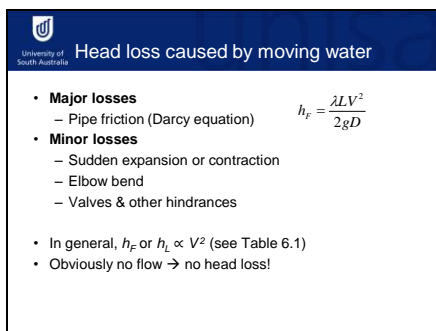 University of
South Australia
Head loss caused by moving water
• Major losses
– Pipe friction (Darcy equation)
h_F = λLV² / 2gD
• Minor losses
– Sudden expansion or contraction
– Elbow bend
– Valves & other hindrances
• In general, h_F or h_L ∝ V² (see Table 6.1)
• Obviously no flow → no head loss!